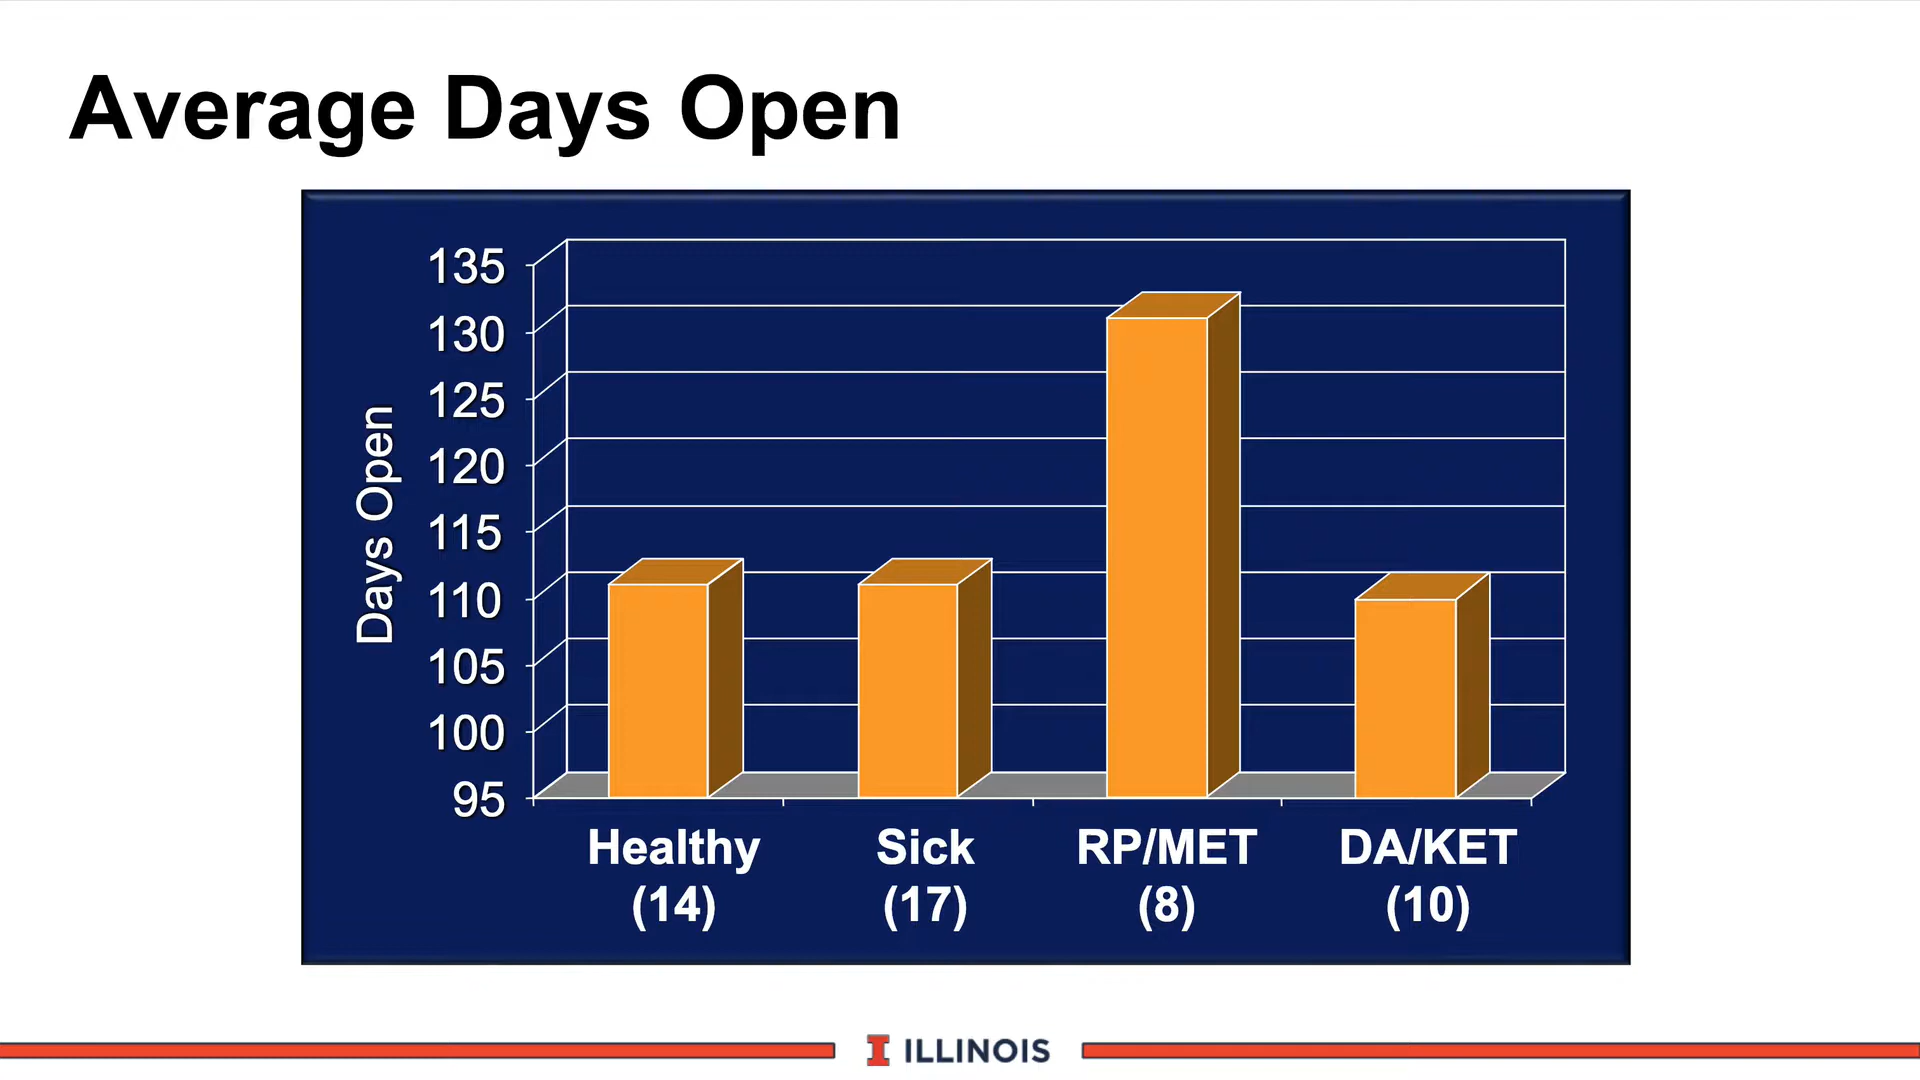 Average Days Open
135
130
125
120
115
110
105
100
95
Days Open
Healthy
(14)
Sick
(17)
RP/MET
(8)
DA/KET
(10)
I ILLINOIS